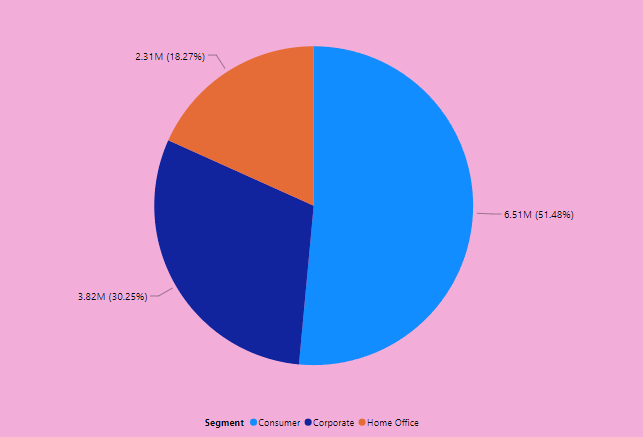 2.31M (18.27%)
6.51M (51.48%)
3.82M (30.25%)
Segment Consumer Corporate Home Office